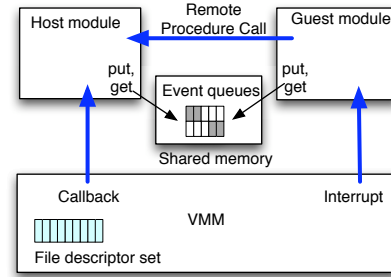 Remote
Procedure Call
Host module
Guest module
put,
get
put,
get
Event queues
Shared memory
Callback
Interrupt
VMM
File descriptor set